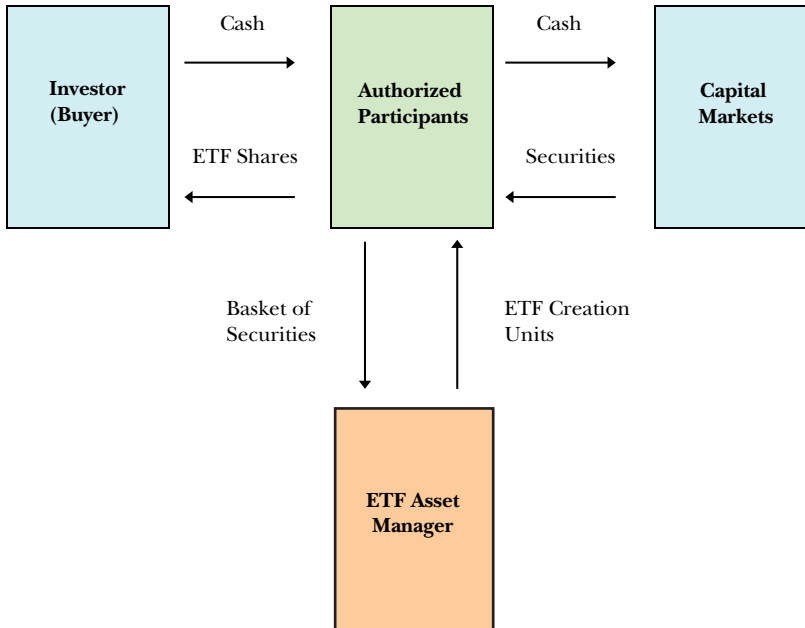 Cash
Cash
Investor
(Buyer)
Authorized
Participants
Capital
Markets
ETF Shares
Securities
Basket of
Securities
ETF Creation
Units
ETF Asset
Manager